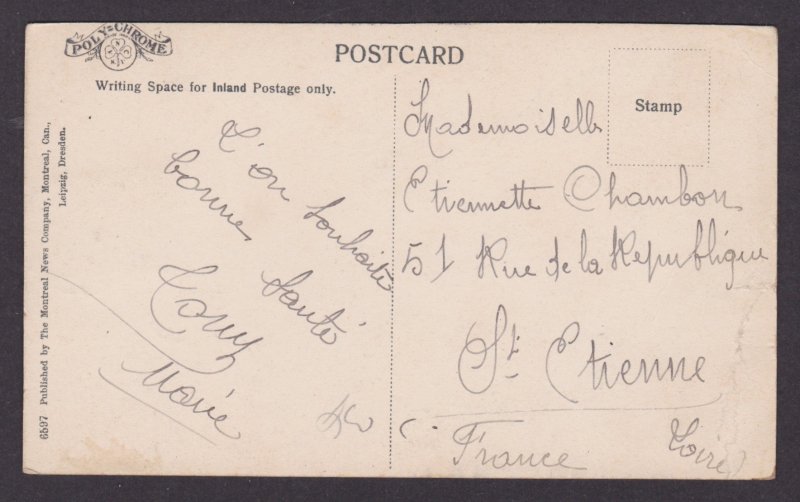 POLY-CHROME
POSTCARD
Writing Space for Inland Postage only.
Stamp
6597 Published by The Montreal News Company, Montreal, Can.,
Leipzig, Dresden.
L'on souhaite
bonne santé
Tony
Marie
Mademoiselle
Etiennette Chambon
51 Rue de la République
St. Etienne
Loire
France